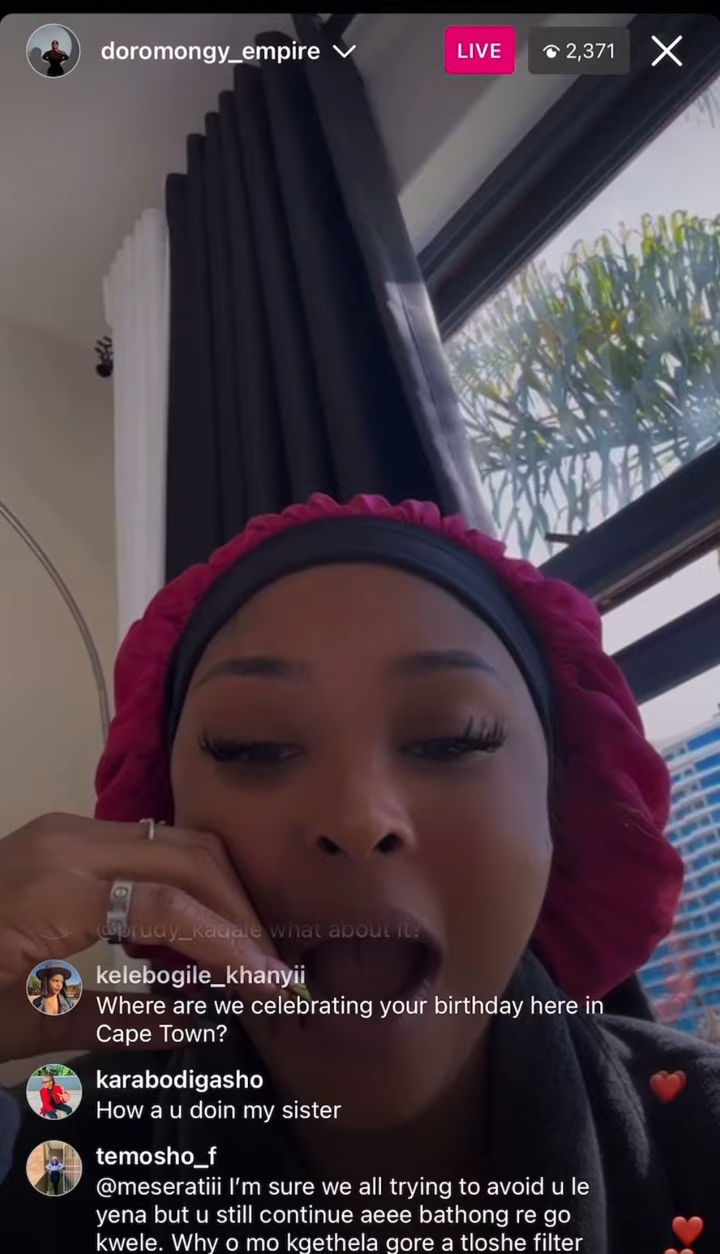 doromongy_empire
LIVE
2,371
@prudy_kadale what about it?
kelebogile_khanyii
Where are we celebrating your birthday here in
Cape Town?
karabodigasho
How a u doin my sister
temosho_f
@meseratiii I’m sure we all trying to avoid u le
yena but u still continue aeee bathong re go
kwele. Why o mo kgethela gore a tloshe filter